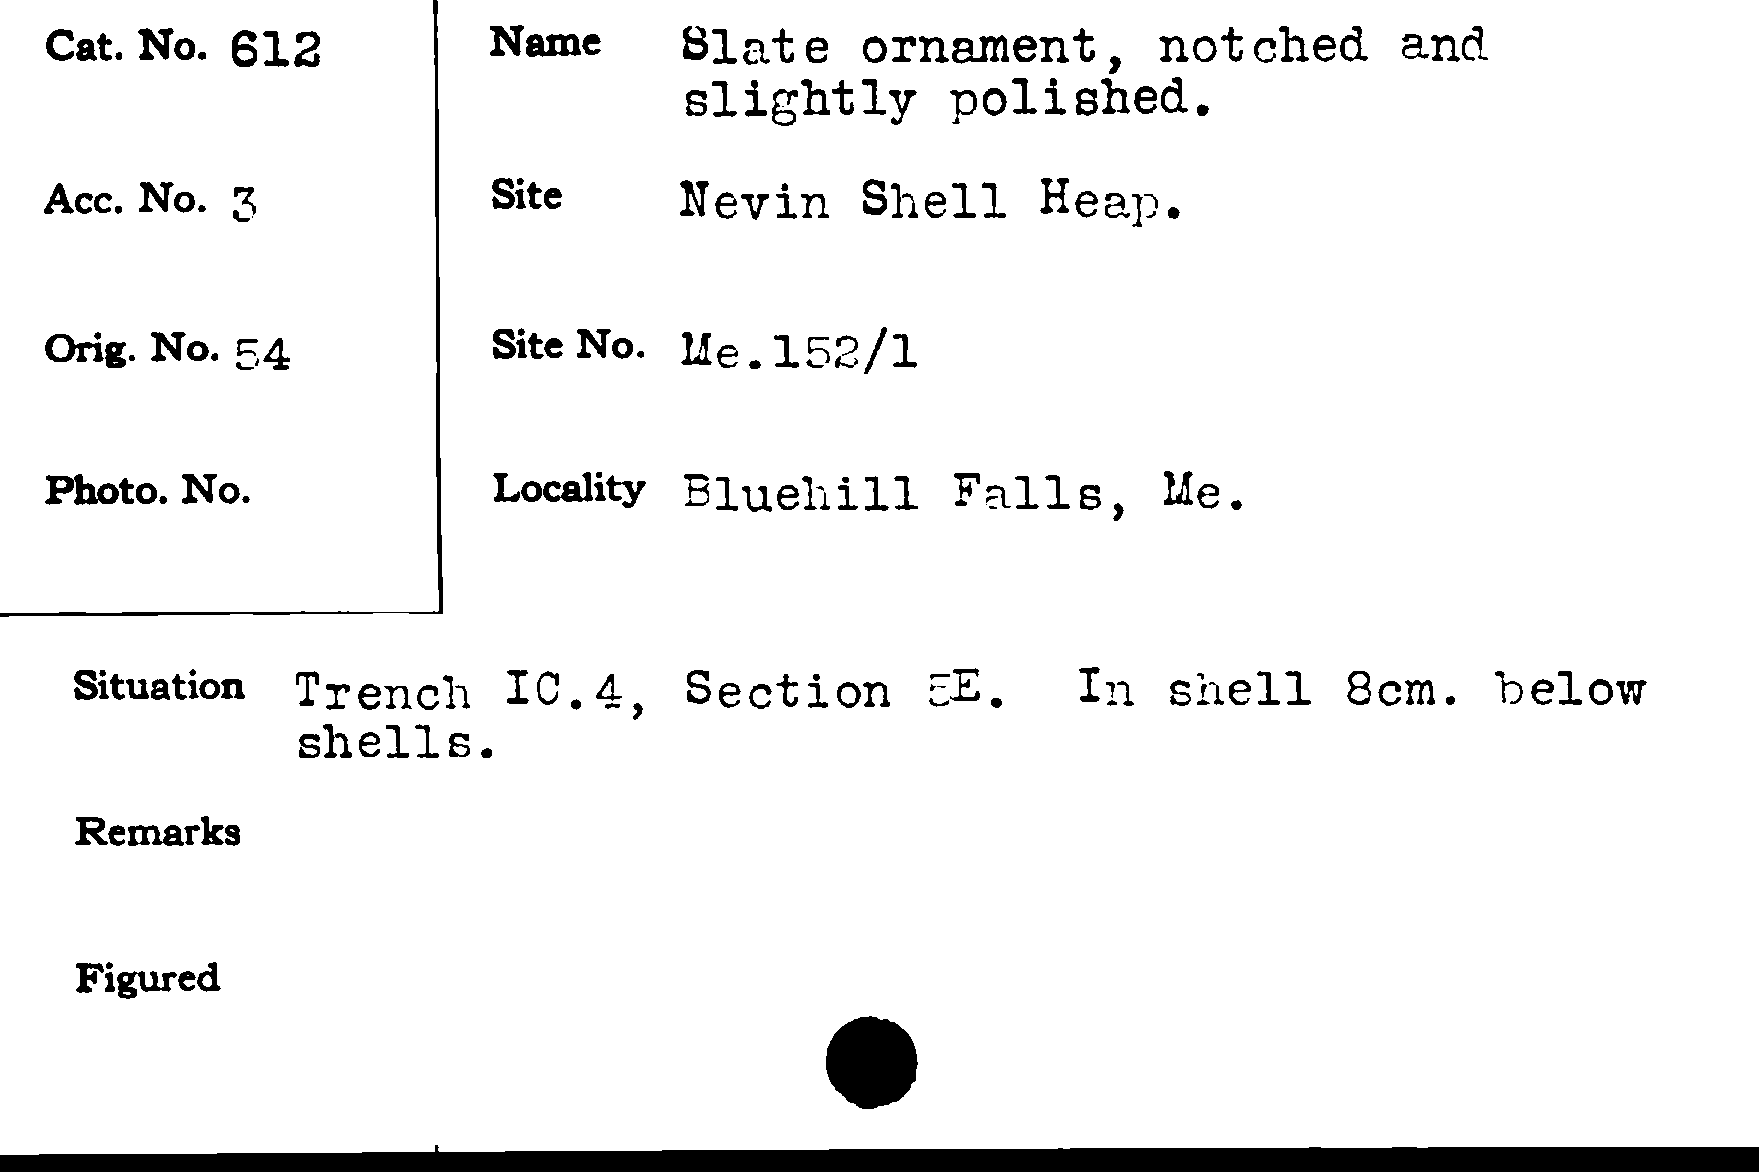 Cat. No. 612
Name Slate ornament, notched and
slightly polished.
Acc. No. 3
Site Nevin Shell Heap.
Orig. No. 54
Site No. Me.152/1
Photo. No.
Locality Bluehill Falls, Me.
Situation Trench IC.4, Section 5E. In shell 8cm. below
shells.
Remarks
Figured